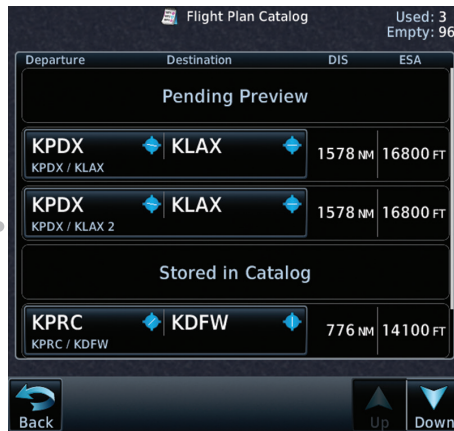 Flight Plan Catalog
Used: 3
Empty: 96
Departure Destination DIS ESA
Pending Preview
KPDX KLAX 1578 NM 16800 FT
KPDX / KLAX
KPDX KLAX 1578 NM 16800 FT
KPDX / KLAX 2
Stored in Catalog
KPRC KDFW 776 NM 14100 FT
KPRC / KDFW
Back Up Down